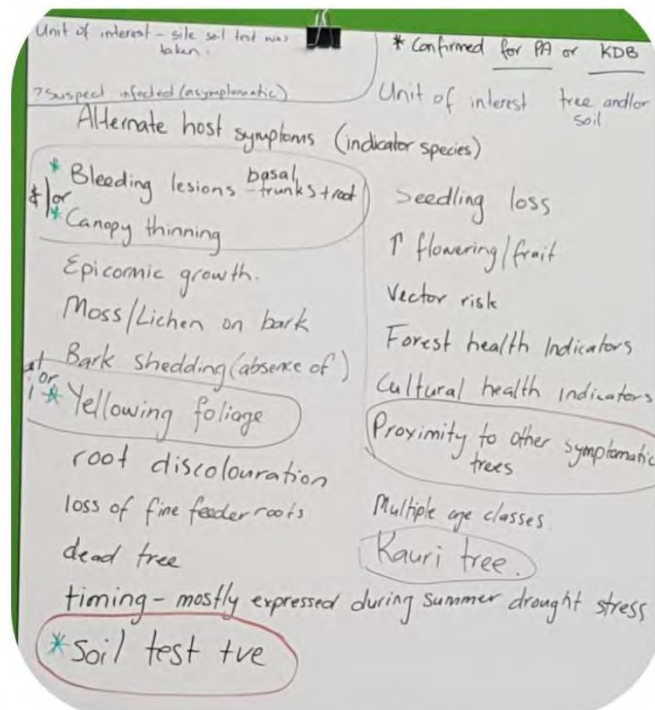 Unit of interest - site soil test was
taken.
? Suspect infected (asymptomatic)
* Confirmed for PA or KDB
Unit of interest tree and/or
soil
Alternate host symptoms (indicator species)
* Bleeding lesions basal
- trunks + root
&/or
* Canopy thinning
Epicormic growth.
Moss/Lichen on bark
Bark shedding (absence of)
or
* Yellowing foliage
root discolouration
loss of fine feeder roots
dead tree
Seedling loss
↑ flowering/fruit
Vector risk
Forest health Indicators
Cultural health Indicators
Proximity to other symptomatic
trees
Multiple age classes
Kauri tree.
timing - mostly expressed during summer drought stress
* Soil test +ve